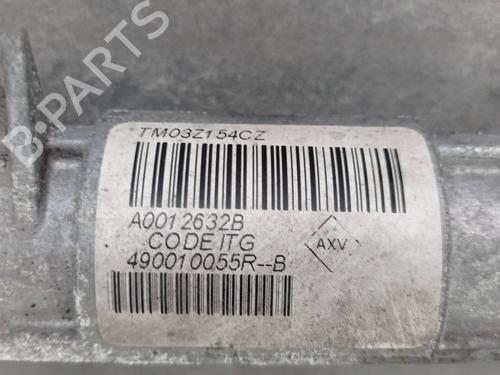 B-PARTS
TM03Z154CZ
A0012632B
CODE ITG
AXV
490010055R--B